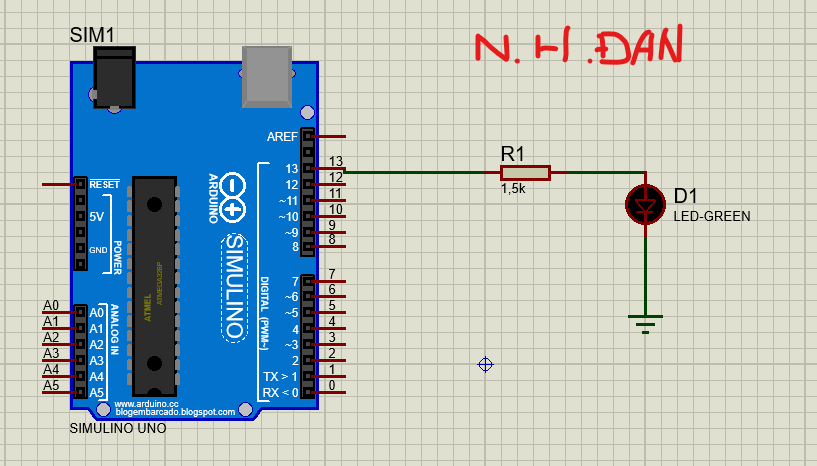 SIM1
N.H.DAN
AREF
13
12
~11
~10
~9
8
7
~6
~5
4
~3
2
TX > 1
RX < 0
13
12
11
10
9
8
7
6
5
4
3
2
1
0
RESET
5V
GND
POWER
A0
A1
A2
A3
A4
A5
A0
A1
A2
A3
A4
A5
ANALOG IN
ATMEL
ATMEGA328P
ARDUINO
SIMULINO
DIGITAL (PWM~)
www.arduino.cc
blogembarcado.blogspot.com
SIMULINO UNO
R1
1,5k
D1
LED-GREEN